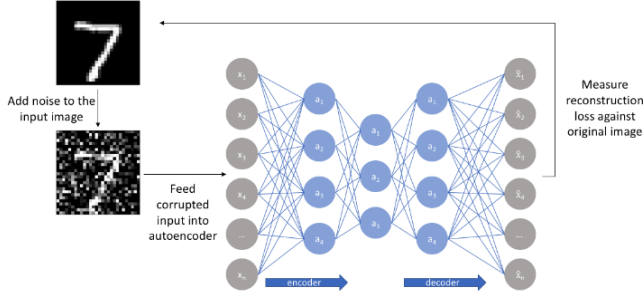 Add noise to the
input image
Feed
corrupted
input into
autoencoder
x₁
x₂
x₃
x₄
...
xₙ
a₁
a₂
a₃
a₄
a₁
a₂
a₃
a₁
a₂
a₃
a₄
x̂₁
x̂₂
x̂₃
x̂₄
...
x̂ₙ
encoder
decoder
Measure
reconstruction
loss against
original image
7
7